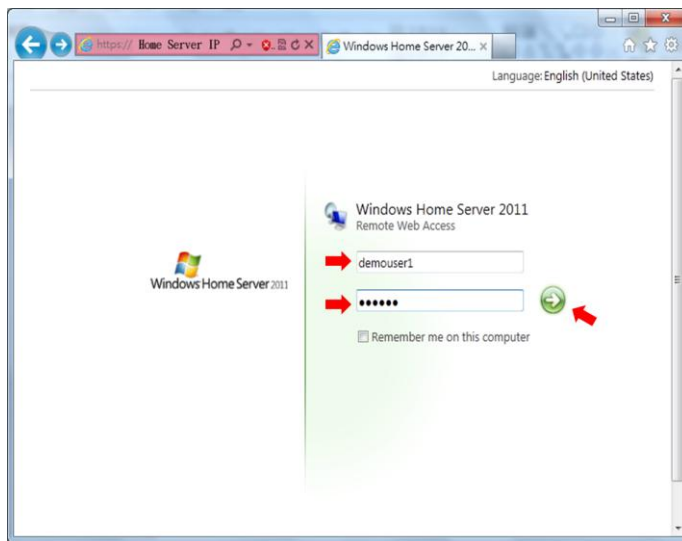 https:// Home Server IP
Windows Home Server 20...
Language: English (United States)
Windows Home Server 2011
Remote Web Access
demouser1
Windows Home Server 2011
••••••
Remember me on this computer